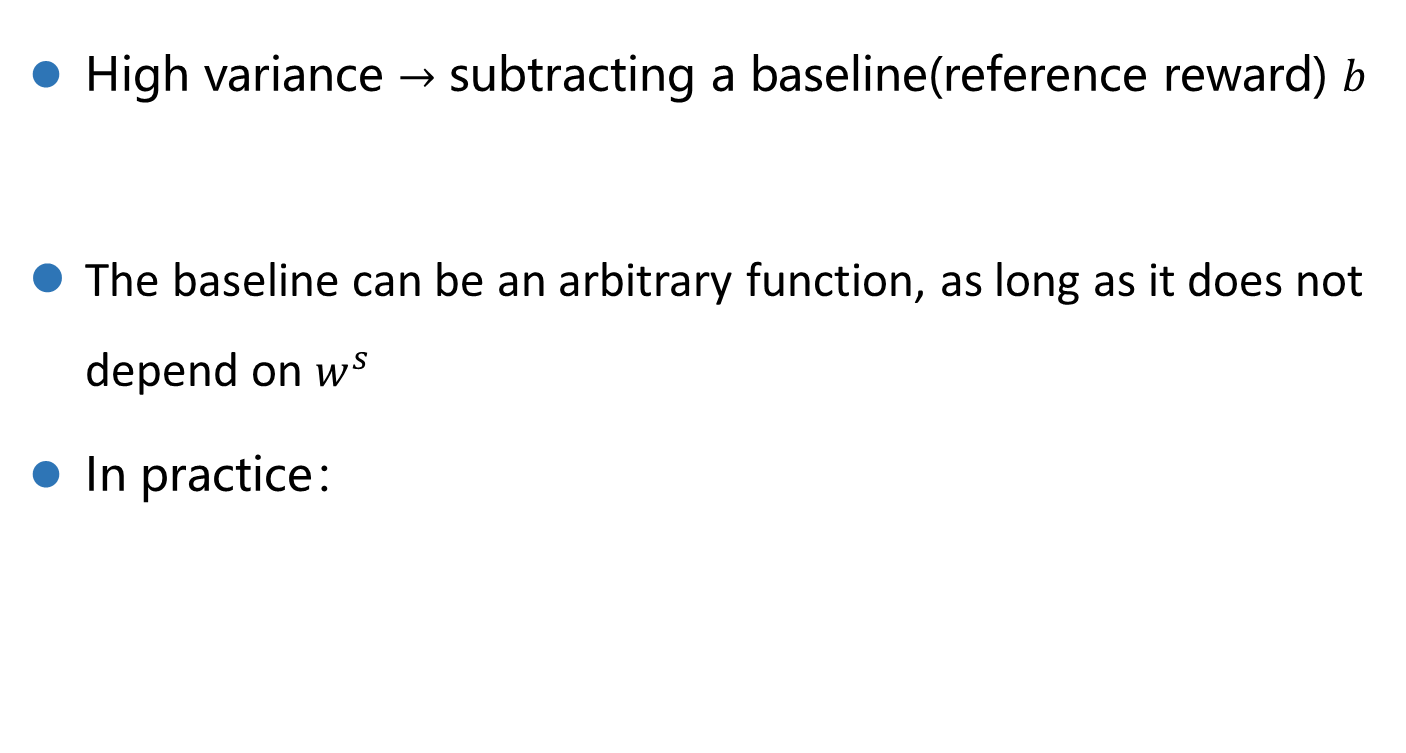 ● High variance → subtracting a baseline(reference reward) b
● The baseline can be an arbitrary function, as long as it does not
depend on wˢ
● In practice: